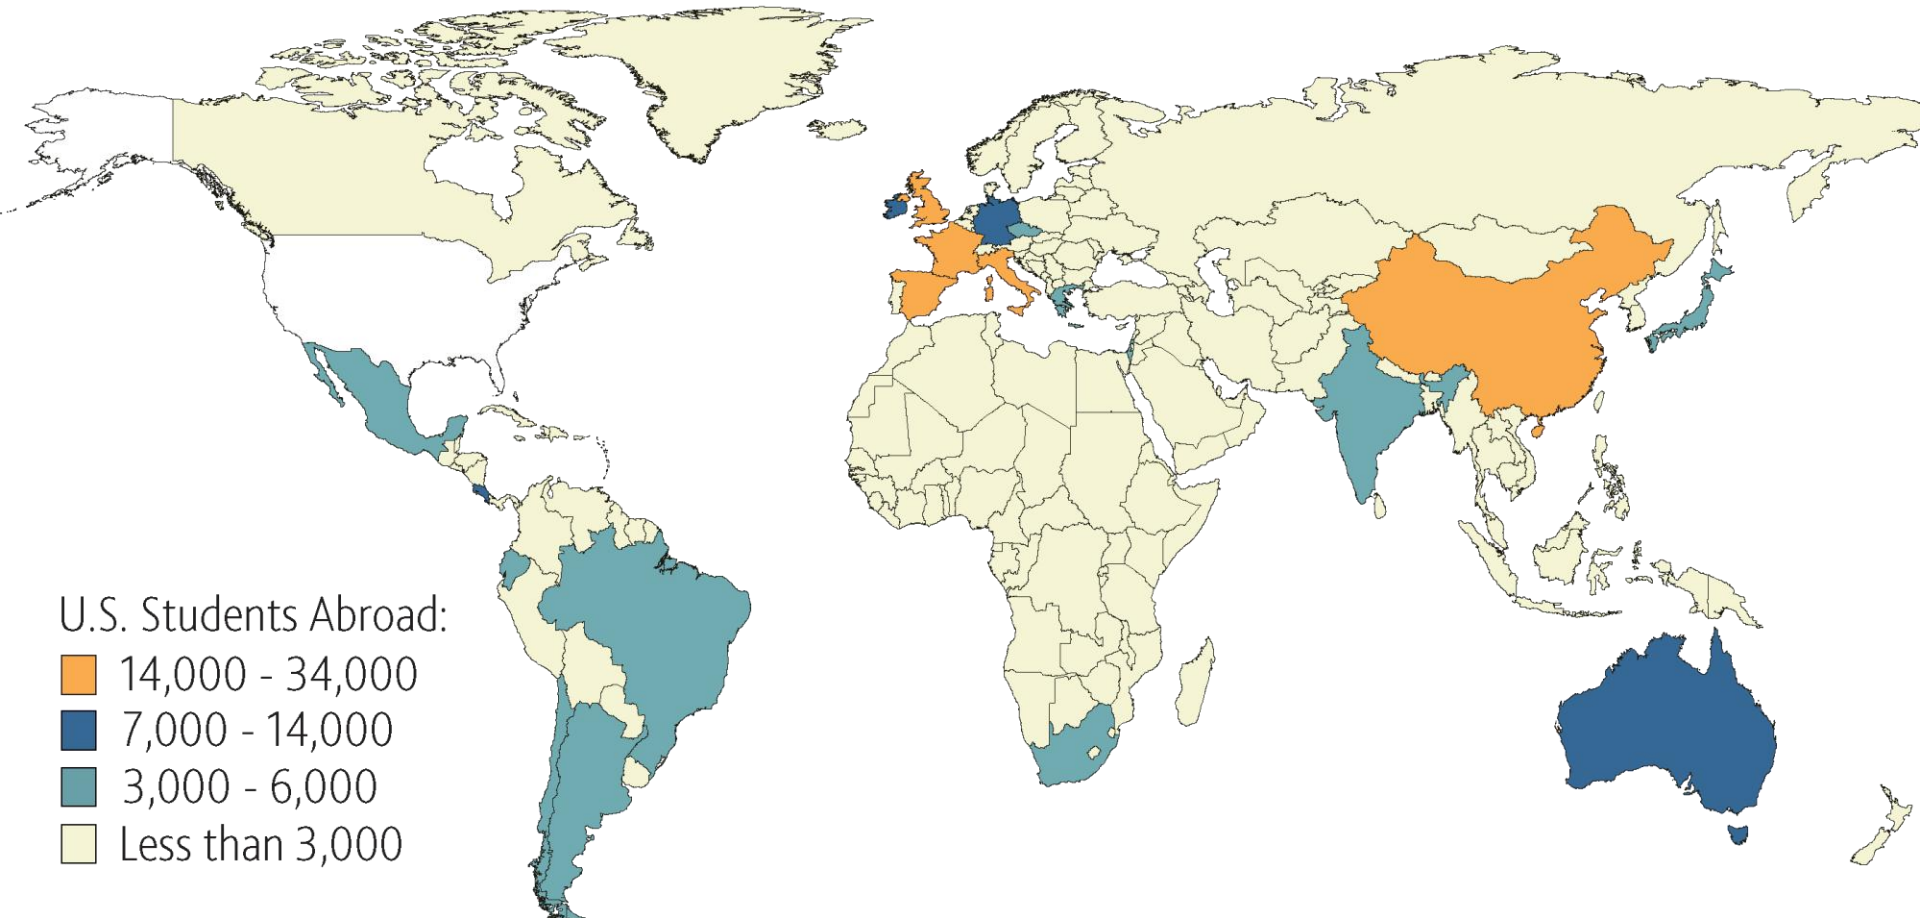 U.S. Students Abroad:
14,000 - 34,000
7,000 - 14,000
3,000 - 6,000
Less than 3,000